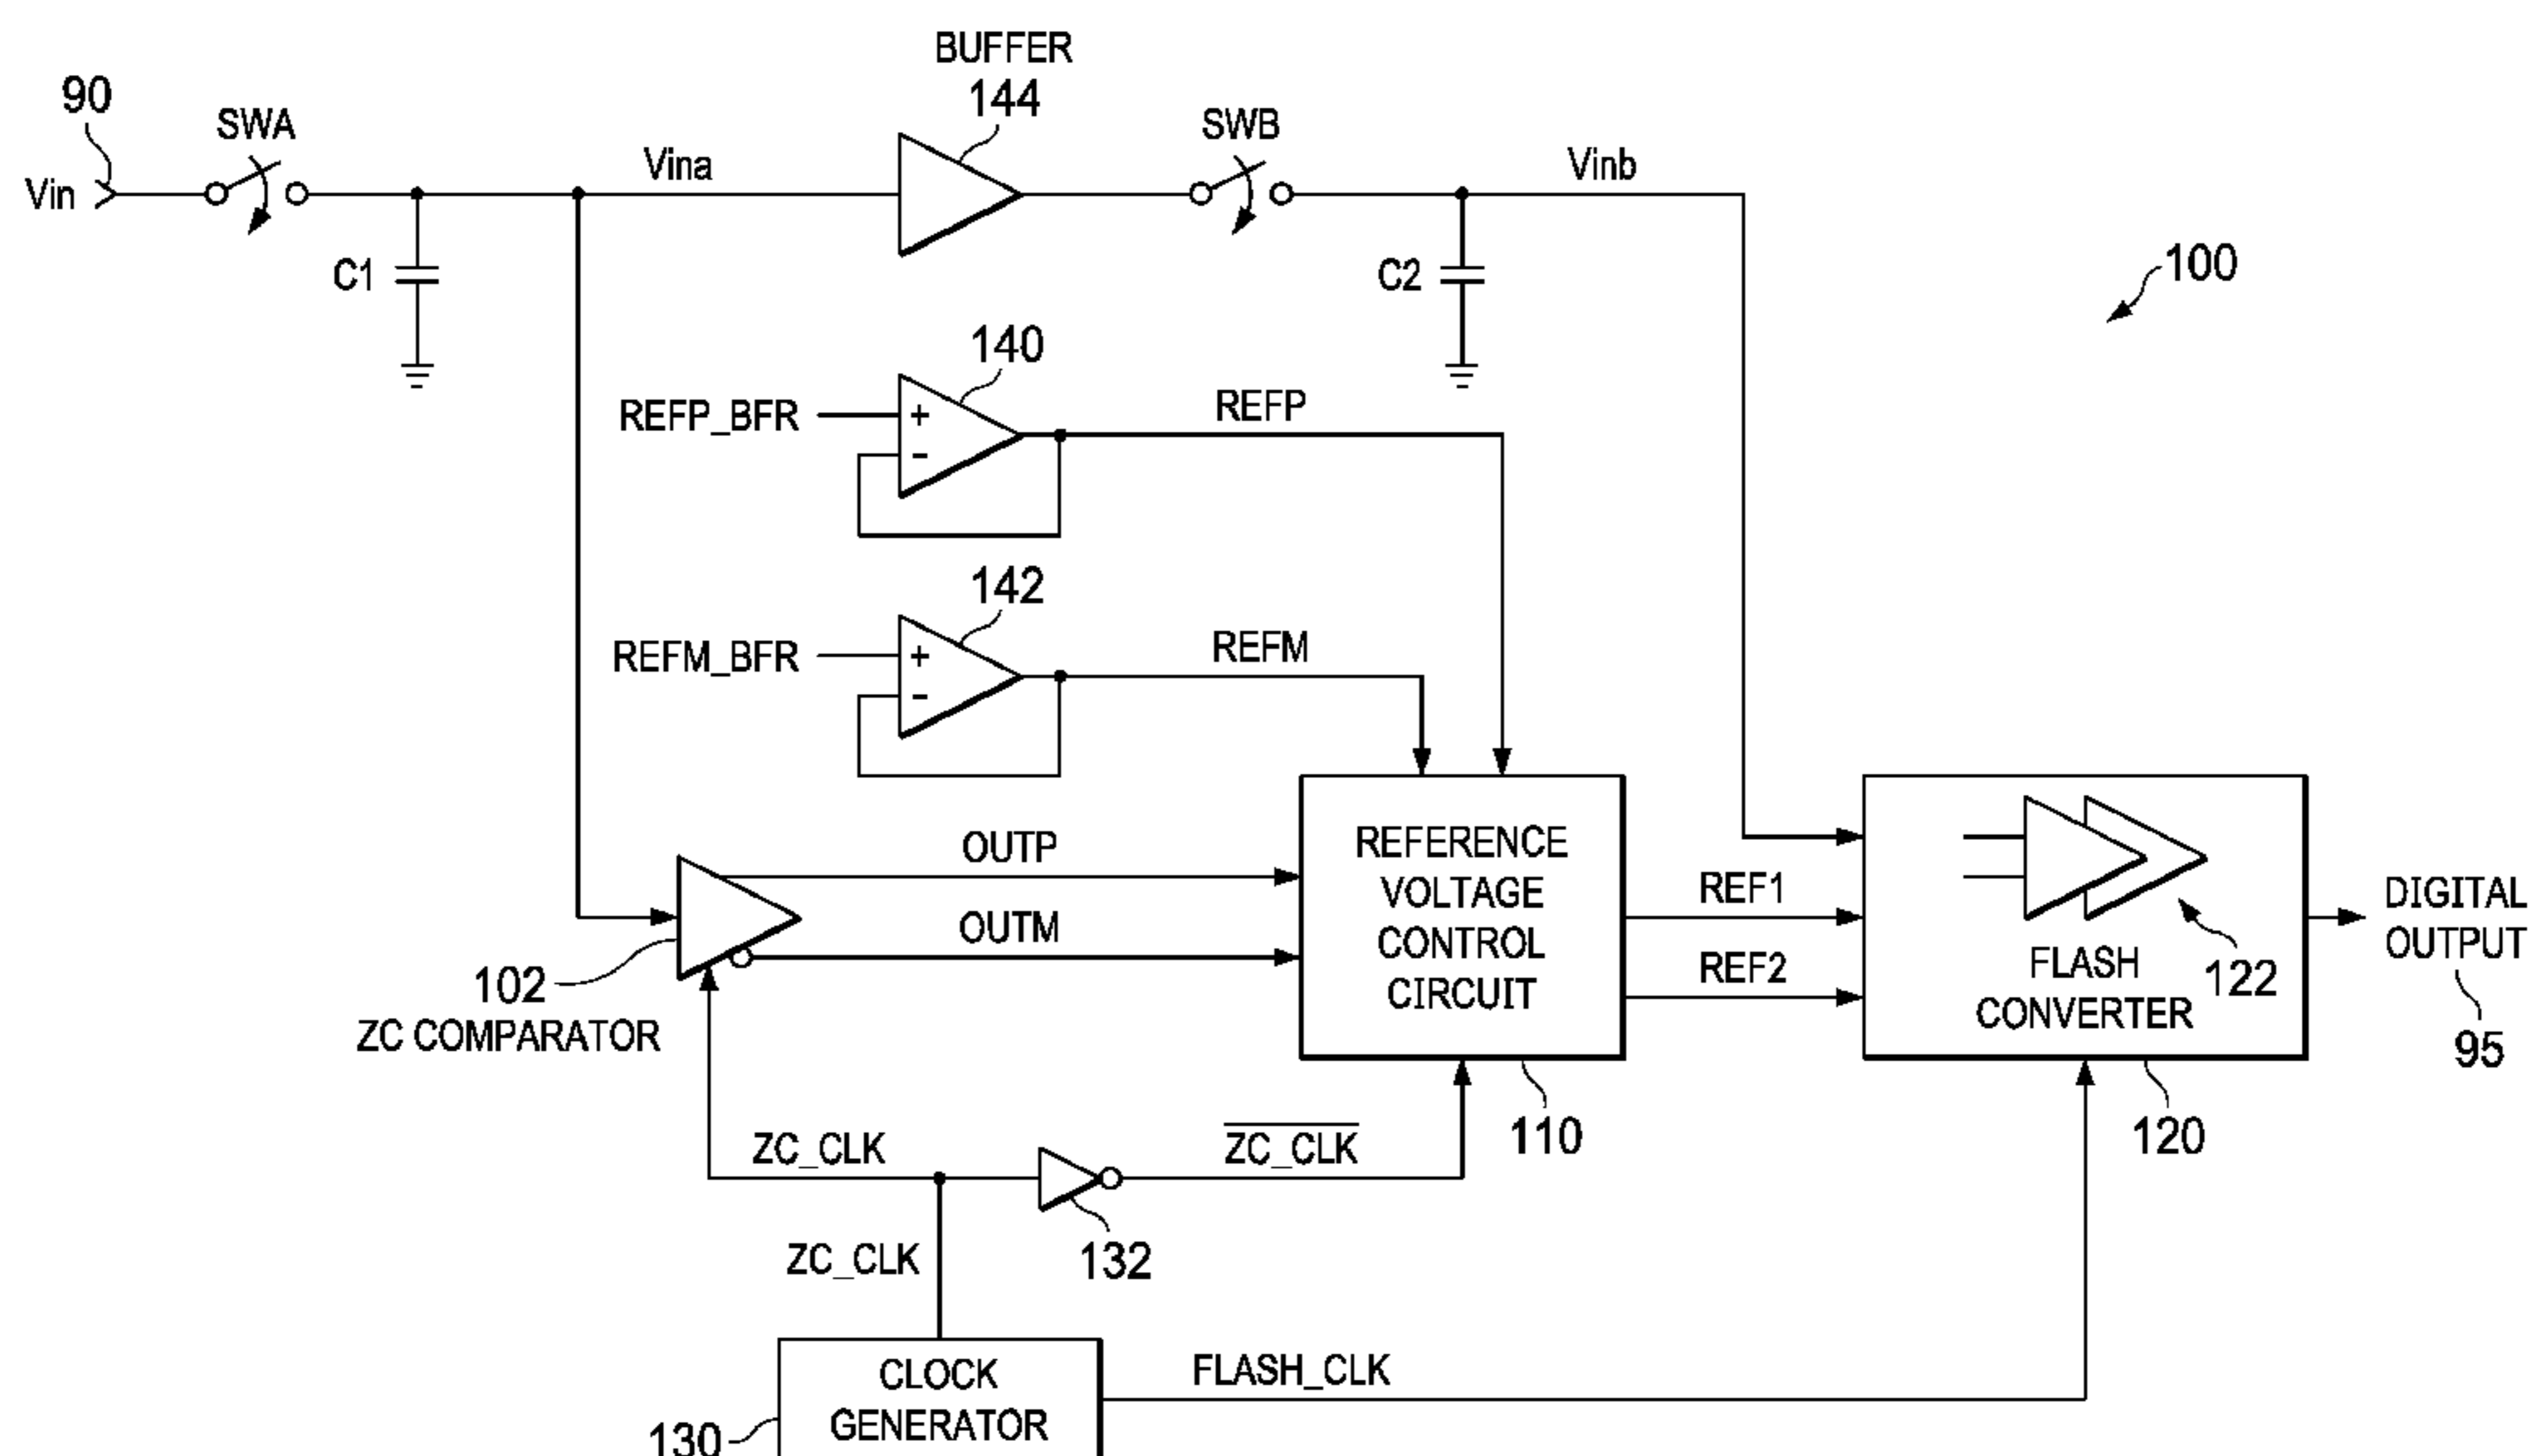 BUFFER
144
90
SWA
SWB
Vin
Vina
Vinb
C1
C2
100
140
REFP_BFR
+
-
REFP
142
REFM_BFR
+
-
REFM
OUTP
OUTM
REFERENCE
VOLTAGE
CONTROL
CIRCUIT
REF1
REF2
FLASH
CONVERTER
122
DIGITAL
OUTPUT
95
102
ZC COMPARATOR
ZC_CLK
Z̅C̅_̅C̅L̅K̅
110
120
132
ZC_CLK
CLOCK
GENERATOR
FLASH_CLK
130